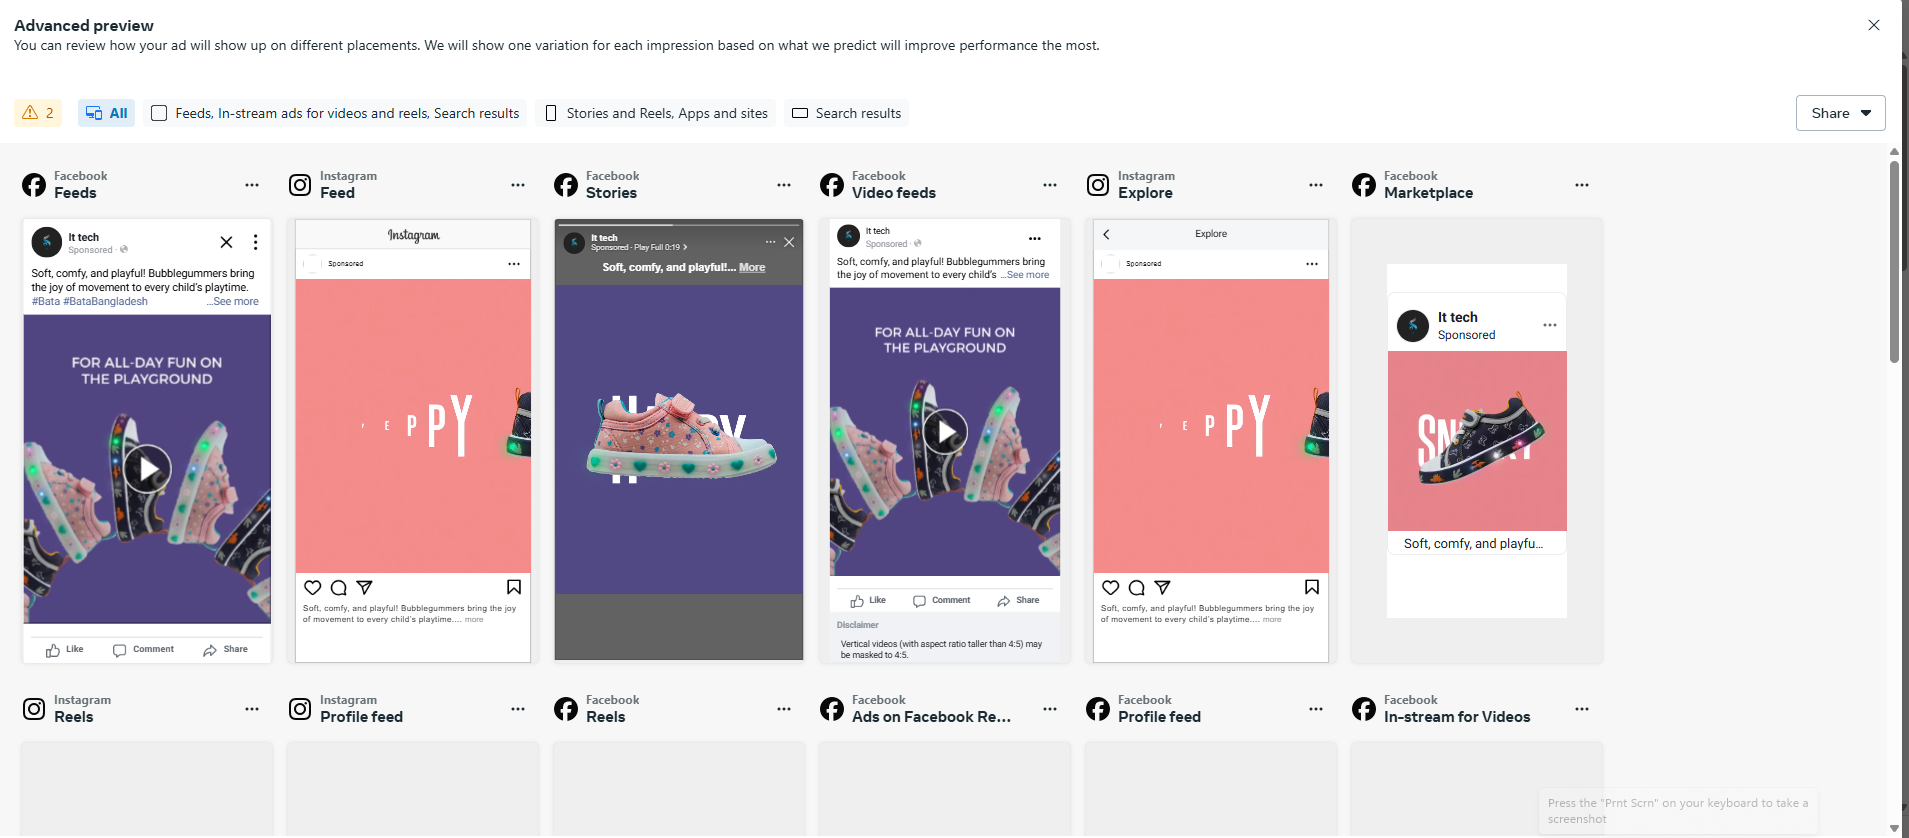 Advanced preview
You can review how your ad will show up on different placements. We will show one variation for each impression based on what we predict will improve performance the most.
2
All
Feeds, In-stream ads for videos and reels, Search results
Stories and Reels, Apps and sites
Search results
Share
Facebook
Feeds
It tech
Sponsored ·
Soft, comfy, and playful! Bubblegummers bring
the joy of movement to every child's playtime.
#Bata #BataBangladesh ...See more
FOR ALL-DAY FUN ON
THE PLAYGROUND
Like Comment Share
Instagram
Feed
Instagram
Sponsored
E P P Y
Soft, comfy, and playful! Bubblegummers bring the joy
of movement to every child's playtime.... more
Facebook
Stories
It tech
Sponsored · Play Full 0:19
Soft, comfy, and playful!... More
Facebook
Video feeds
It tech
Sponsored ·
Soft, comfy, and playful! Bubblegummers bring
the joy of movement to every child's ...See more
FOR ALL-DAY FUN ON
THE PLAYGROUND
Like Comment Share
Disclaimer
Vertical videos (with aspect ratio taller than 4:5) may
be masked to 4:5.
Instagram
Explore
Explore
Sponsored
E P P Y
Soft, comfy, and playful! Bubblegummers bring the joy
of movement to every child's playtime.... more
Facebook
Marketplace
It tech
Sponsored
Soft, comfy, and playfu...
Instagram
Reels
Instagram
Profile feed
Facebook
Reels
Facebook
Ads on Facebook Re...
Facebook
Profile feed
Facebook
In-stream for Videos
Press the "Prnt Scrn" on your keyboard to take a
screenshot